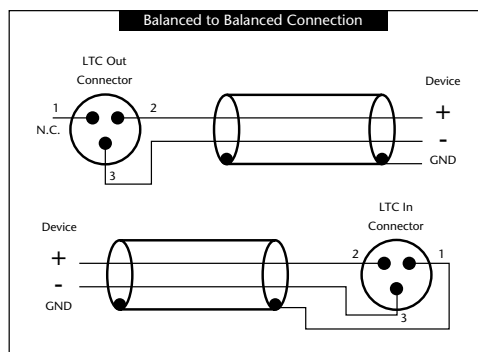 Balanced to Balanced Connection
LTC Out
Connector
Device
1
2
+
N.C.
-
GND
3
LTC In
Connector
Device
2
1
+
-
GND
3